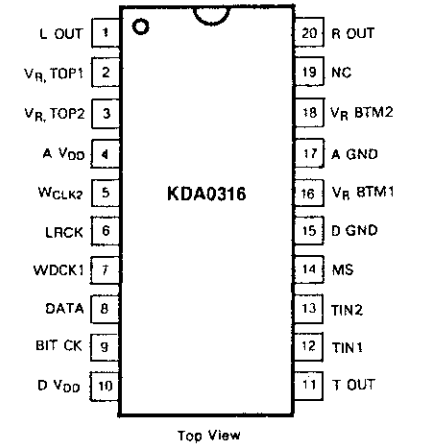 L OUT 1 20 R OUT
VR, TOP1 2 19 NC
VR, TOP2 3 18 VR BTM2
A VDD 4 17 A GND
WCLK2 5 KDA0316 16 VR BTM1
LRCK 6 15 D GND
WDCK1 7 14 MS
DATA 8 13 TIN2
BIT CK 9 12 TIN1
D VDD 10 11 T OUT
Top View